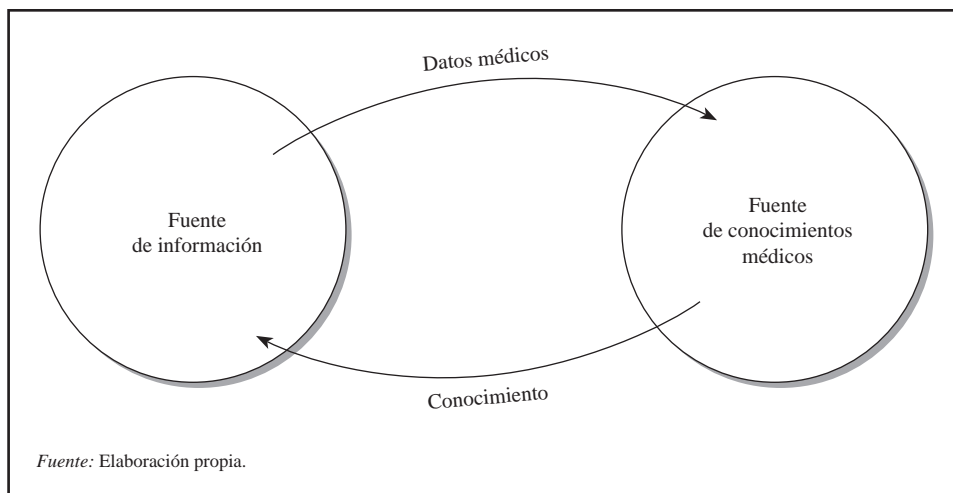 Datos médicos
Fuente
de información
Fuente
de conocimientos
médicos
Conocimiento
Fuente: Elaboración propia.